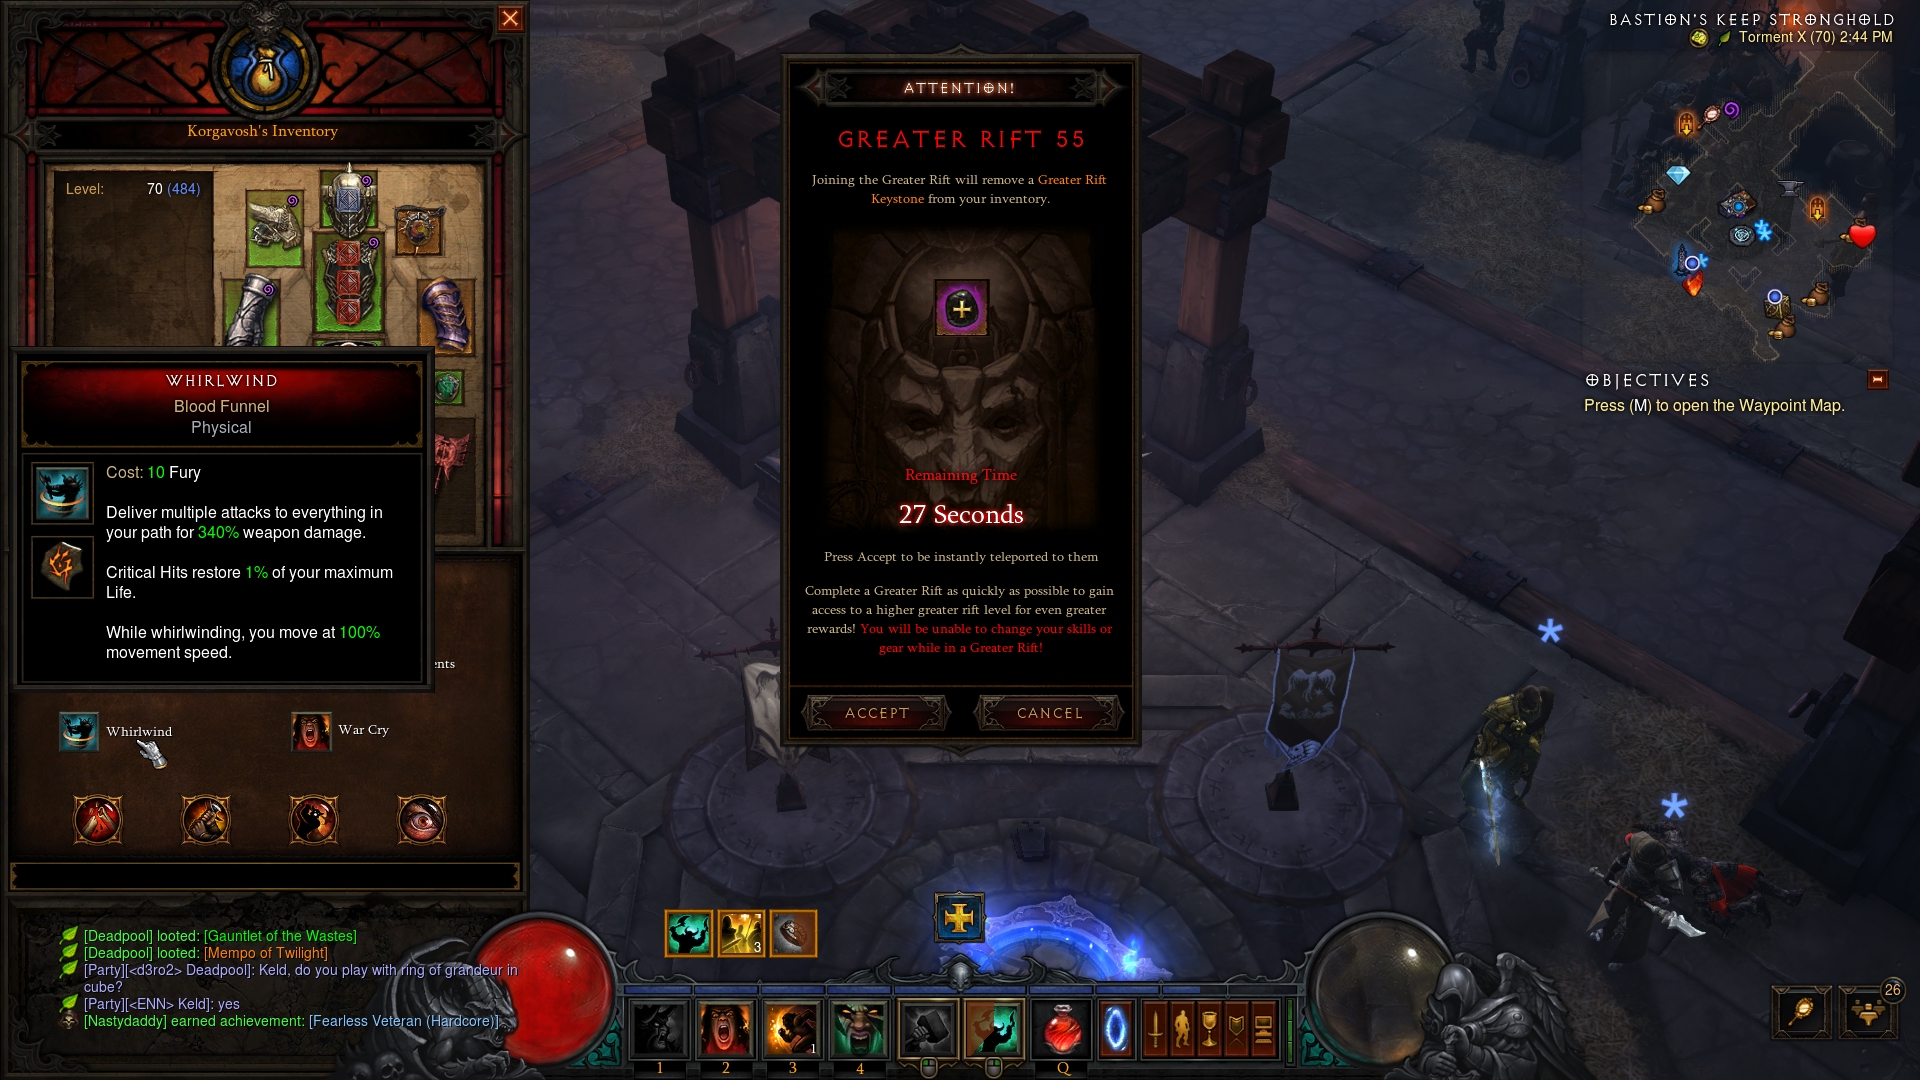 BASTION'S KEEP STRONGHOLD
Torment X (70) 2:44 PM
Korgavosh's Inventory
Level: 70 (484)
WHIRLWIND
Blood Funnel
Physical
Cost: 10 Fury
Deliver multiple attacks to everything in
your path for 340% weapon damage.
Critical Hits restore 1% of your maximum
Life.
While whirlwinding, you move at 100%
movement speed.
ents
Whirlwind
War Cry
ATTENTION!
GREATER RIFT 55
Joining the Greater Rift will remove a Greater Rift
Keystone from your inventory.
Remaining Time
27 Seconds
Press Accept to be instantly teleported to them
Complete a Greater Rift as quickly as possible to gain
access to a higher greater rift level for even greater
rewards! You will be unable to change your skills or
gear while in a Greater Rift!
ACCEPT
CANCEL
OBJECTIVES
Press (M) to open the Waypoint Map.
[Deadpool] looted: [Gauntlet of the Wastes]
[Deadpool] looted: [Mempo of Twilight]
[Party][<d3ro2> Deadpool]: Keld, do you play with ring of grandeur in
cube?
[Party][<ENN> Keld]: yes
[Nastydaddy] earned achievement: [Fearless Veteran (Hardcore)].
3
1
1 2 3 4 Q
26